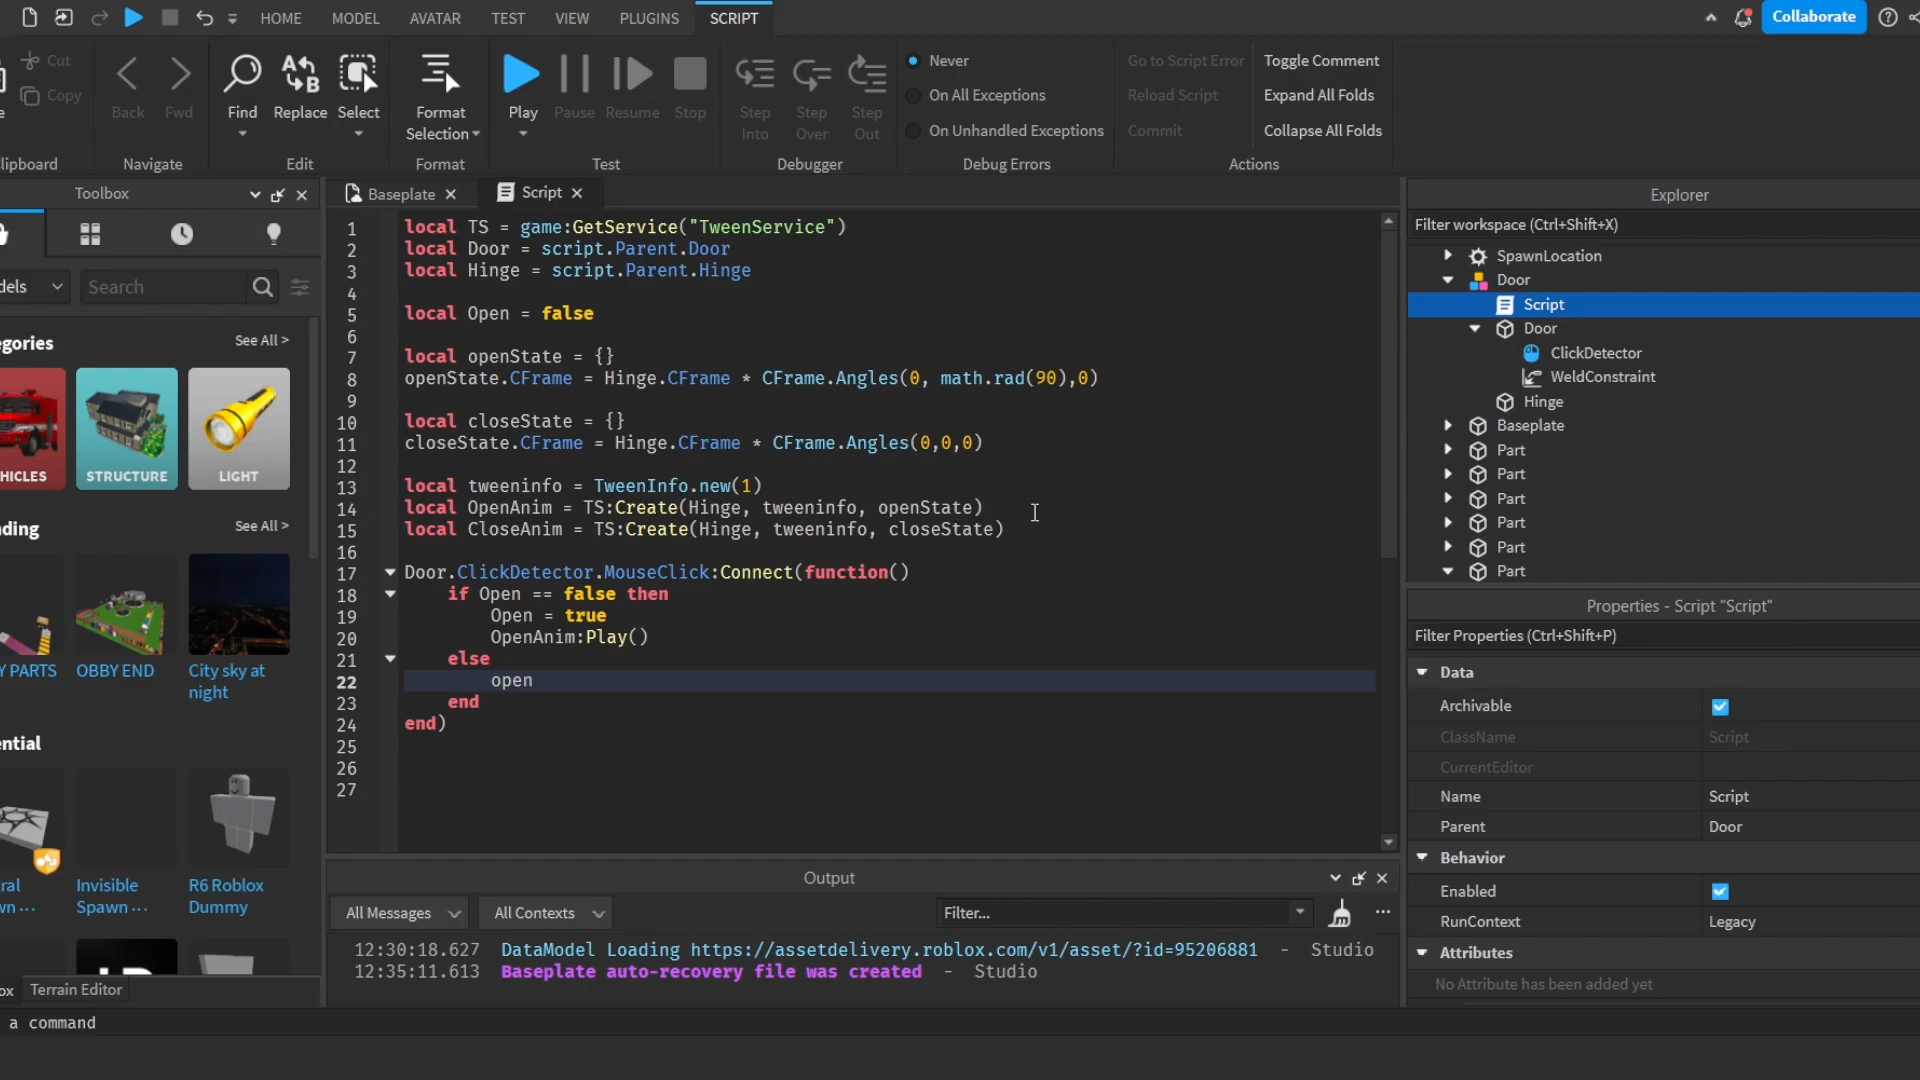 HOME MODEL AVATAR TEST VIEW PLUGINS SCRIPT Collaborate
Cut
Copy
Back Fwd
Find Replace Select
Format
Selection
Play Pause Resume Stop
Step Into
Step Over
Step Out
Never
On All Exceptions
On Unhandled Exceptions
Go to Script Error
Reload Script
Commit
Toggle Comment
Expand All Folds
Collapse All Folds
lipboard Navigate Edit Format Test Debugger Debug Errors Actions
Toolbox
dels Search
egories See All >
HICLES STRUCTURE LIGHT
ding See All >
Y PARTS OBBY END City sky at
night
ential
ral
wn ... Invisible
Spawn ... R6 Roblox
Dummy
ox Terrain Editor
Baseplate Script
1 local TS = game:GetService("TweenService")
2 local Door = script.Parent.Door
3 local Hinge = script.Parent.Hinge
4
5 local Open = false
6
7 local openState = {}
8 openState.CFrame = Hinge.CFrame * CFrame.Angles(0, math.rad(90),0)
9
10 local closeState = {}
11 closeState.CFrame = Hinge.CFrame * CFrame.Angles(0,0,0)
12
13 local tweeninfo = TweenInfo.new(1)
14 local OpenAnim = TS:Create(Hinge, tweeninfo, openState)
15 local CloseAnim = TS:Create(Hinge, tweeninfo, closeState)
16
17 Door.ClickDetector.MouseClick:Connect(function()
18 if Open == false then
19 Open = true
20 OpenAnim:Play()
21 else
22 open
23 end
24 end)
25
26
27
Output
All Messages All Contexts Filter...
12:30:18.627 DataModel Loading https://assetdelivery.roblox.com/v1/asset/?id=95206881 - Studio
12:35:11.613 Baseplate auto-recovery file was created - Studio
a command
Explorer
Filter workspace (Ctrl+Shift+X)
SpawnLocation
Door
Script
Door
ClickDetector
WeldConstraint
Hinge
Baseplate
Part
Part
Part
Part
Part
Part
Properties - Script "Script"
Filter Properties (Ctrl+Shift+P)
Data
Archivable
ClassName Script
CurrentEditor
Name Script
Parent Door
Behavior
Enabled
RunContext Legacy
Attributes
No Attribute has been added yet